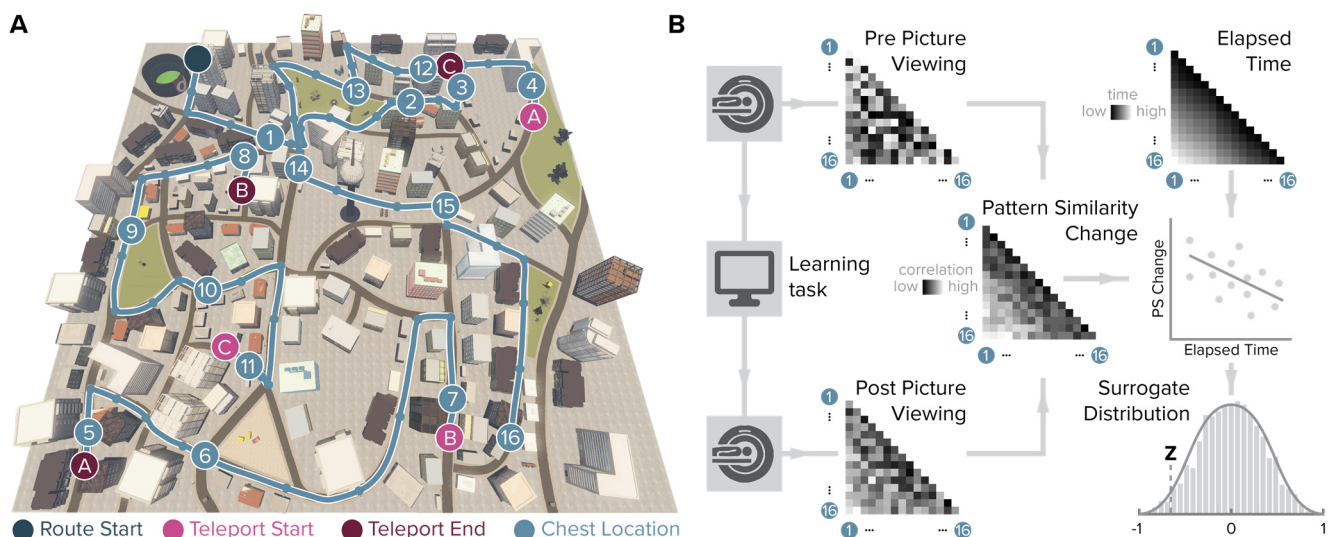 A
12
C
4
13
2
3
A
1
8
14
B
15
9
10
C
11
7
5
B
16
6
A
Route Start
Teleport Start
Teleport End
Chest Location
B
Pre Picture
Viewing
1
⋮
⋮
16
1 ··· ··· 16
Elapsed
Time
time
low high
1
⋮
⋮
16
1 ··· ··· 16
Learning
task
Pattern Similarity
Change
correlation
low high
1
⋮
⋮
16
1 ··· ··· 16
PS Change
Elapsed Time
Post Picture
Viewing
1
⋮
⋮
16
1 ··· ··· 16
Surrogate
Distribution
z
-1 0 1